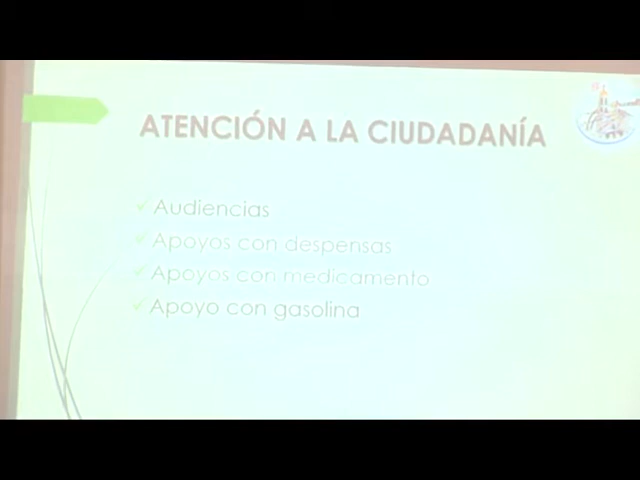 ATENCIÓN A LA CIUDADANÍA
Audiencias
Apoyos con despensas
Apoyos con medicamento
Apoyo con gasolina